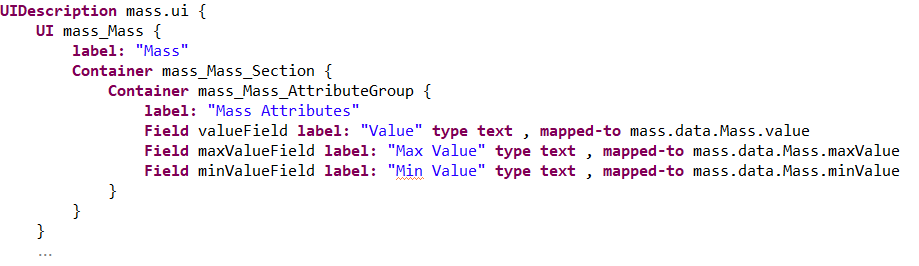 UIDescription mass.ui {
    UI mass_Mass {
        label: "Mass"
        Container mass_Mass_Section {
            Container mass_Mass_AttributeGroup {
                label: "Mass Attributes"
                Field valueField label: "Value" type text , mapped-to mass.data.Mass.value
                Field maxValueField label: "Max Value" type text , mapped-to mass.data.Mass.maxValue
                Field minValueField label: "Min Value" type text , mapped-to mass.data.Mass.minValue
            }
        }
    }
    ...